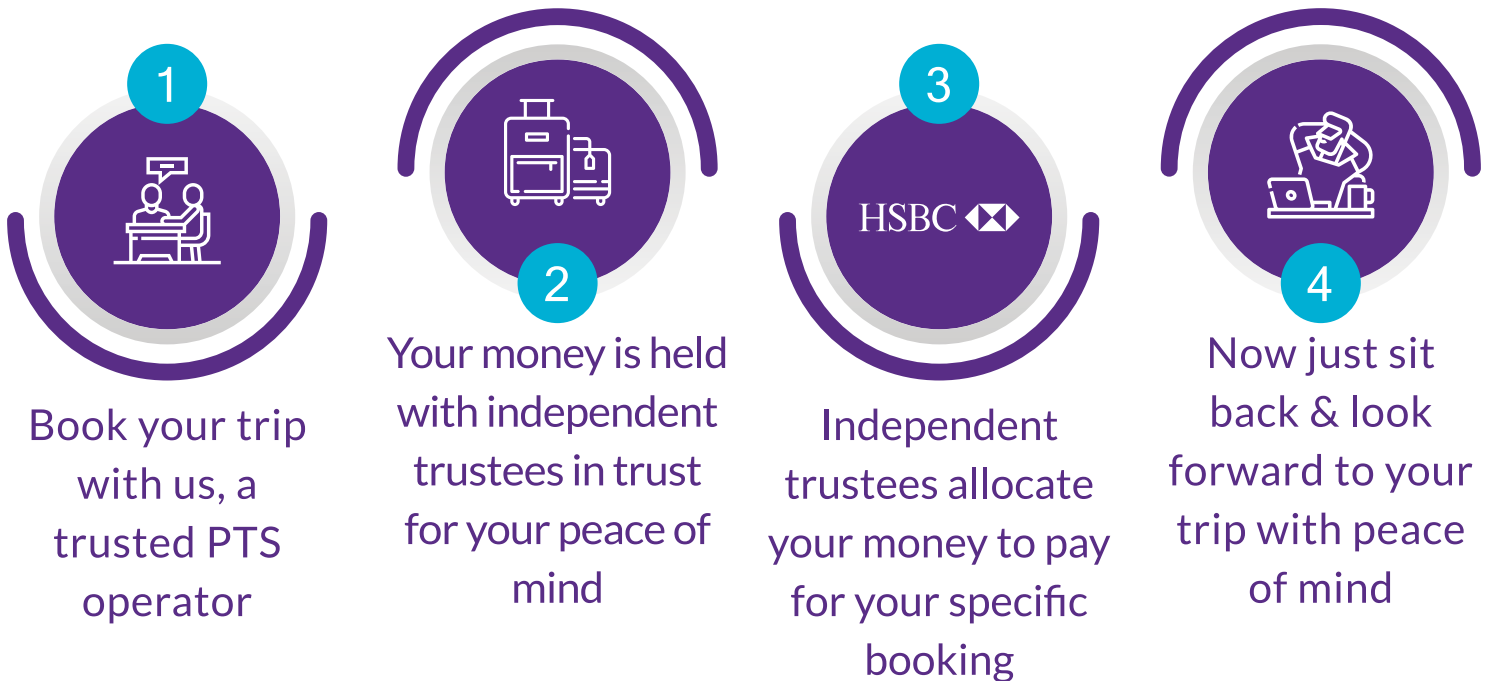 1
Book your trip
with us, a
trusted PTS
operator
2
Your money is held
with independent
trustees in trust
for your peace of
mind
3
HSBC
Independent
trustees allocate
your money to pay
for your specific
booking
4
Now just sit
back & look
forward to your
trip with peace
of mind